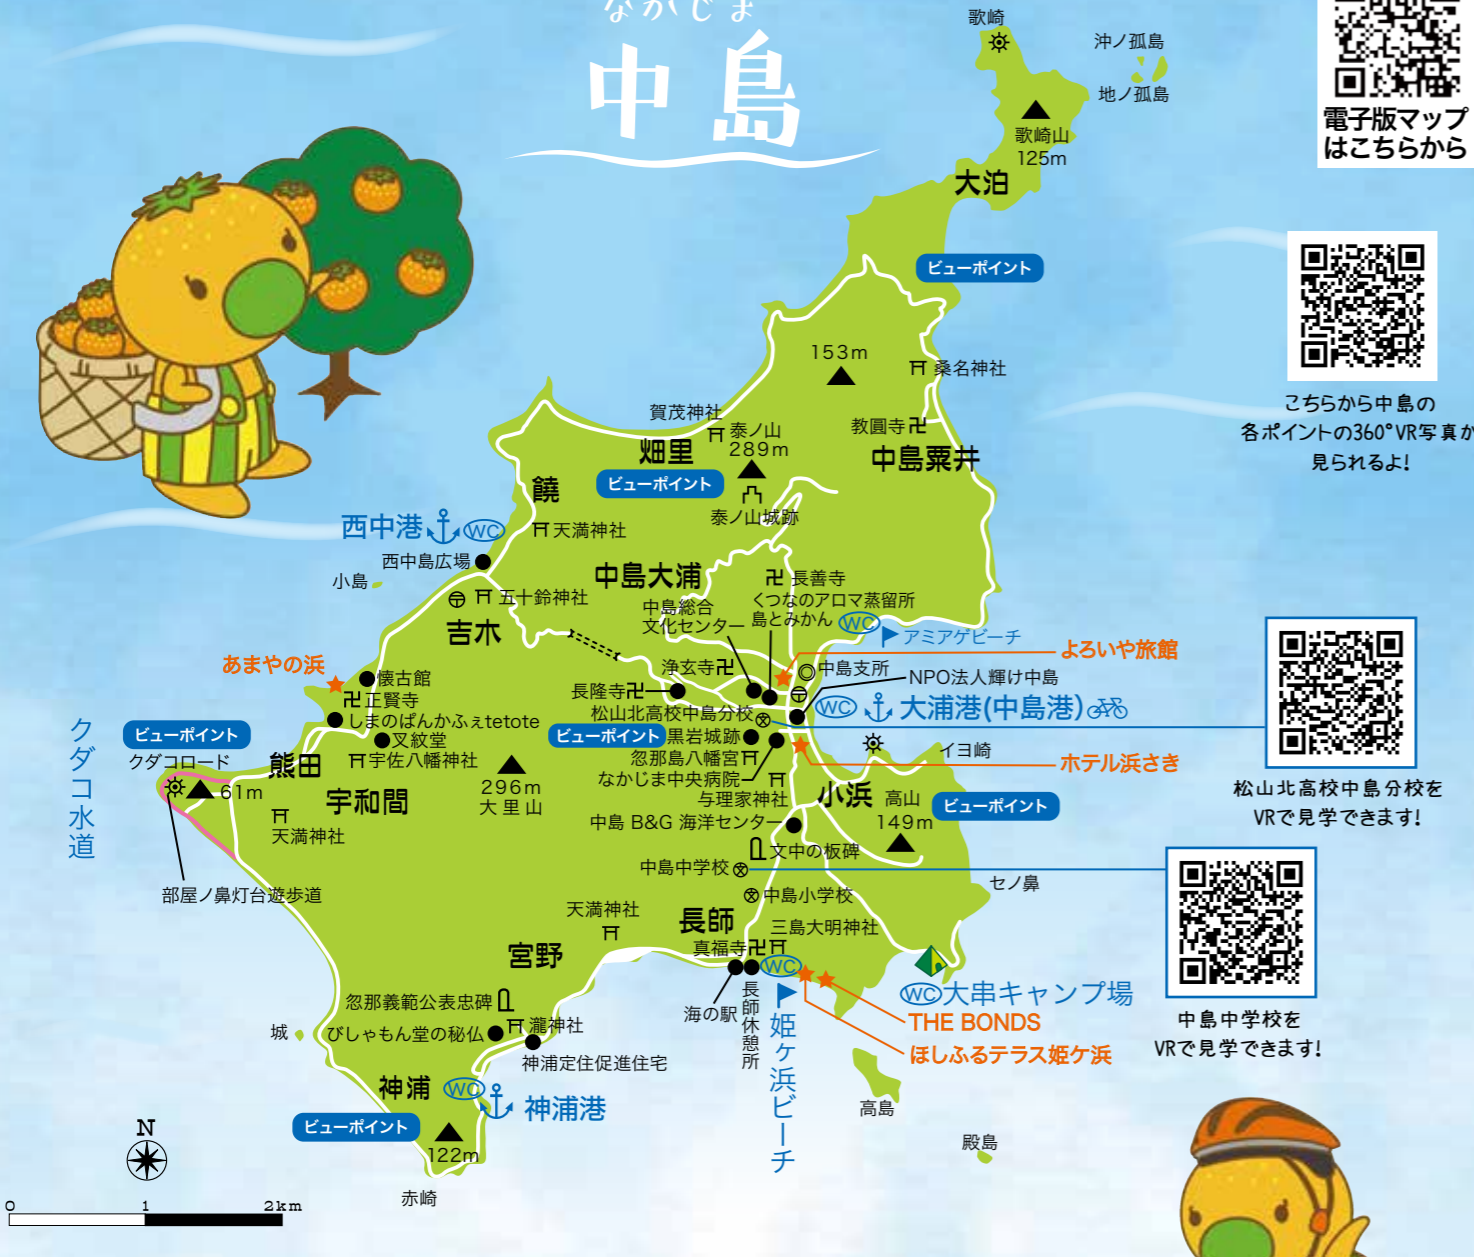 なかじま
中島
歌崎
沖ノ孤島
地ノ孤島
歌崎山
125m
大泊
電子版マップ
はこちらから
ビューポイント
こちらから中島の
各ポイントの360°VR写真が
見られるよ!
153m
桑名神社
賀茂神社
泰ノ山
289m
教圓寺
畑里
中島粟井
ビューポイント
饒
泰ノ山城跡
西中港
WC
天満神社
西中島広場
小島
中島大浦
長善寺
五十鈴神社
中島総合
文化センター
くつなのアロマ蒸留所
島とみかん
WC
アミアゲビーチ
吉木
よろいや旅館
あまやの浜
懐古館
浄玄寺
中島支所
NPO法人輝け中島
正賢寺
長隆寺
しまのぱんかふぇtetote
松山北高校中島分校
WC
大浦港(中島港)
クダコ水道
ビューポイント
クダコロード
叉紋堂
ビューポイント
黒岩城跡
イヨ崎
熊田
宇佐八幡神社
忽那島八幡宮
ホテル浜さき
61m
296m
大里山
なかじま中央病院
宇和間
与理家神社
小浜
高山
149m
ビューポイント
松山北高校中島分校を
VRで見学できます!
天満神社
中島 B&G 海洋センター
文中の板碑
中島中学校
部屋ノ鼻灯台遊歩道
中島小学校
セノ鼻
天満神社
長師
三島大明神社
宮野
真福寺
WC
海の駅
長師休憩所
姫ヶ浜ビーチ
WC
大串キャンプ場
THE BONDS
ほしふるテラス姫ケ浜
中島中学校を
VRで見学できます!
忽那義範公表忠碑
城
びしゃもん堂の秘仏
瀧神社
神浦定住促進住宅
神浦
WC
神浦港
高島
ビューポイント
122m
殿島
赤崎
N
0 1 2km